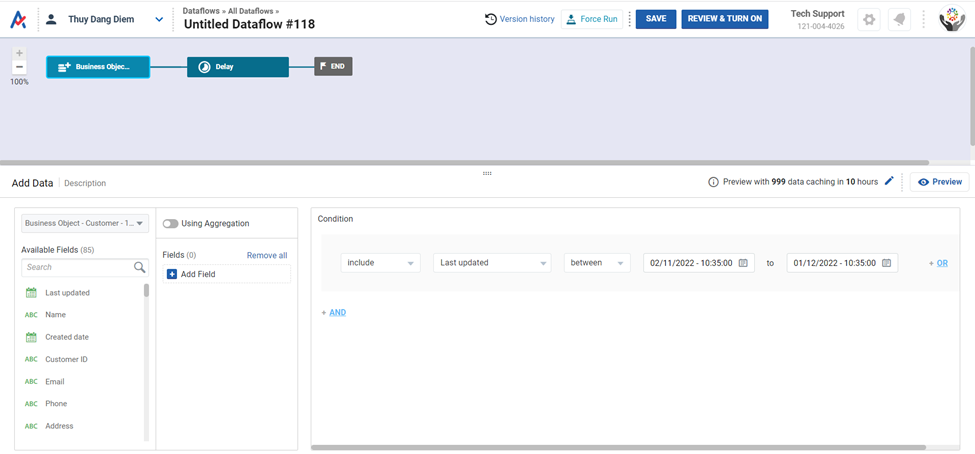 Thuy Dang Diem
Dataflows » All Dataflows »
Untitled Dataflow #118
Version history
Force Run
SAVE
REVIEW & TURN ON
Tech Support
121-004-4026
100%
Business Objec...
Delay
END
Add Data
Description
Preview with 999 data caching in 10 hours
Preview
Business Object - Customer - 1...
Available Fields (85)
Search
Last updated
ABC Name
Created date
ABC Customer ID
ABC Email
ABC Phone
ABC Address
Using Aggregation
Fields (0)
Remove all
Add Field
Condition
include
Last updated
between
02/11/2022 - 10:35:00
to
01/12/2022 - 10:35:00
+ OR
+ AND